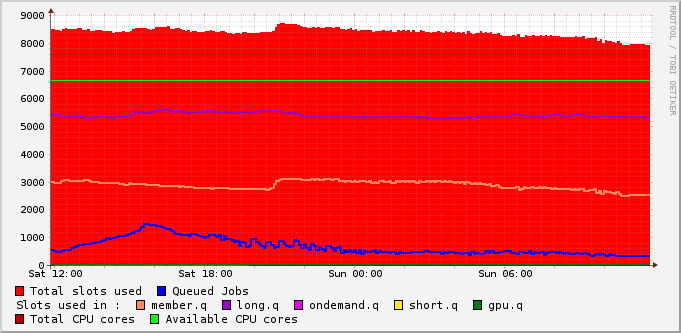 9000
8000
7000
6000
5000
4000
3000
2000
1000
0
Sat 12:00 Sat 18:00 Sun 00:00 Sun 06:00
Total slots used Queued Jobs
Slots used in : member.q long.q ondemand.q short.q gpu.q
Total CPU cores Available CPU cores
RRDTOOL / TOBI OETIKER